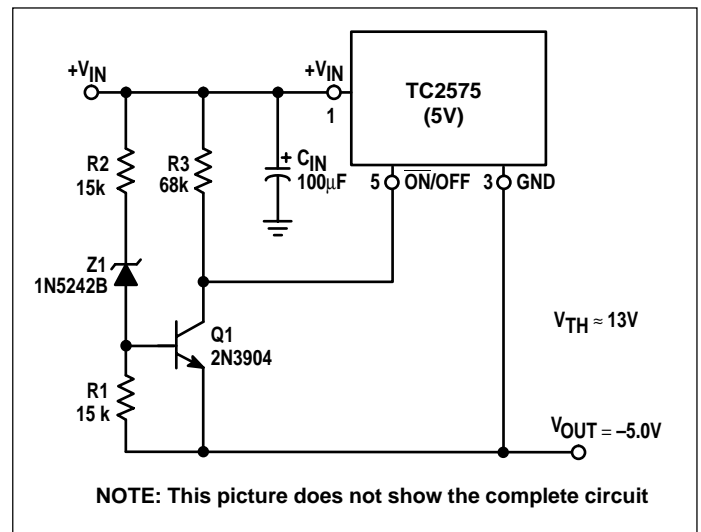 +VIN
+VIN
1
TC2575
(5V)
R2
15k
R3
68k
+
CIN
100μF
5
ON/OFF
3
GND
Z1
1N5242B
Q1
2N3904
VTH ≈ 13V
R1
15 k
VOUT = –5.0V
NOTE: This picture does not show the complete circuit